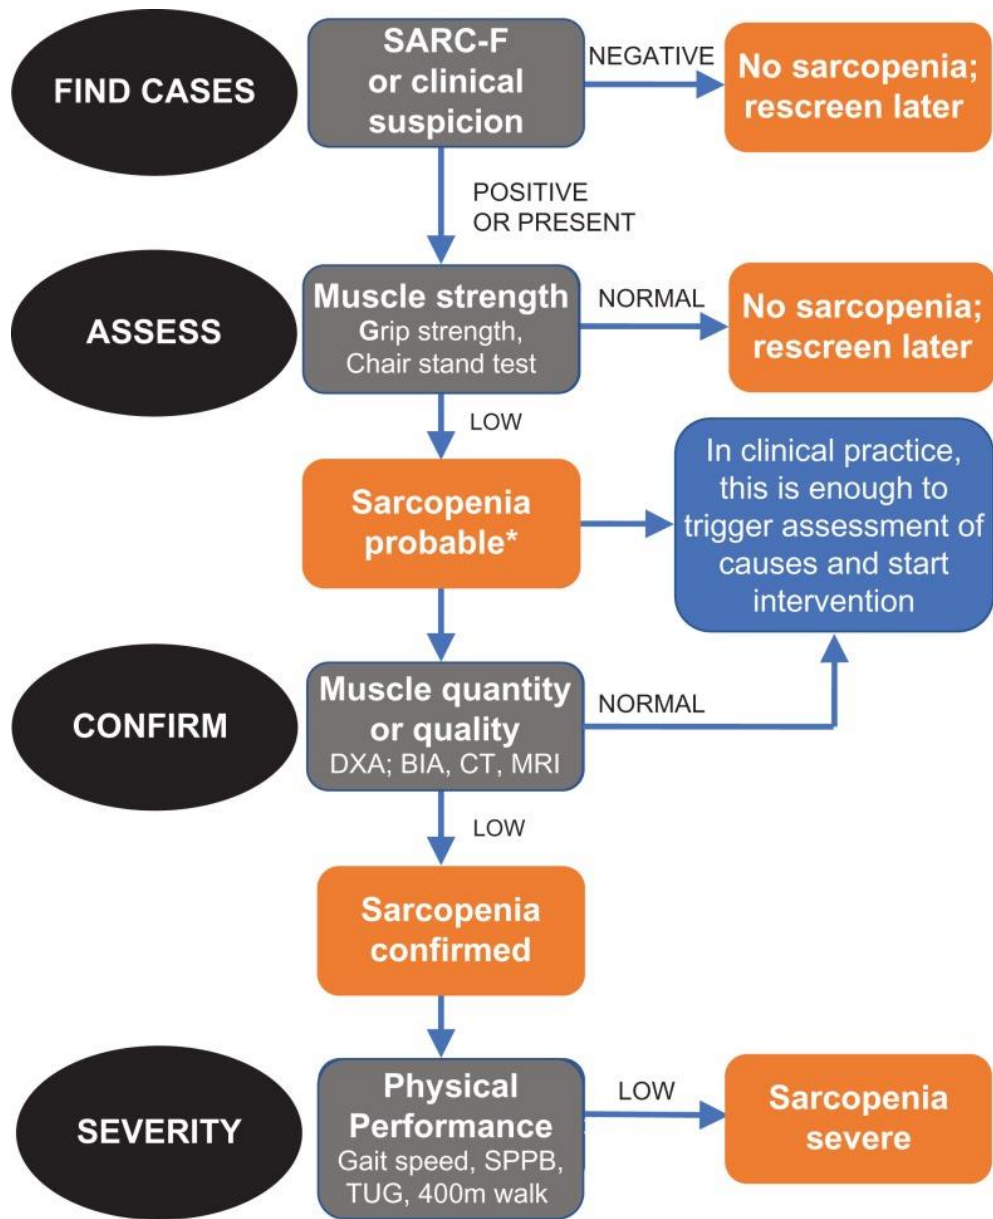 FIND CASES
SARC-F
or clinical
suspicion
NEGATIVE
No sarcopenia;
rescreen later
POSITIVE
OR PRESENT
ASSESS
Muscle strength
Grip strength,
Chair stand test
NORMAL
No sarcopenia;
rescreen later
LOW
Sarcopenia
probable*
In clinical practice,
this is enough to
trigger assessment of
causes and start
intervention
CONFIRM
Muscle quantity
or quality
DXA; BIA, CT, MRI
NORMAL
LOW
Sarcopenia
confirmed
SEVERITY
Physical
Performance
Gait speed, SPPB,
TUG, 400m walk
LOW
Sarcopenia
severe